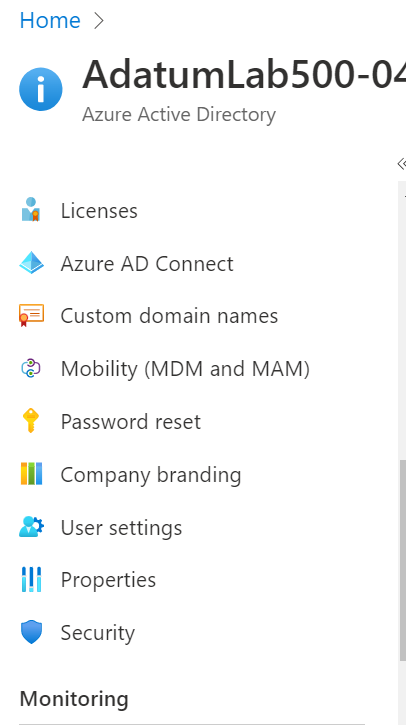 Home
AdatumLab500-04
Azure Active Directory
Licenses
Azure AD Connect
Custom domain names
Mobility (MDM and MAM)
Password reset
Company branding
User settings
Properties
Security
Monitoring